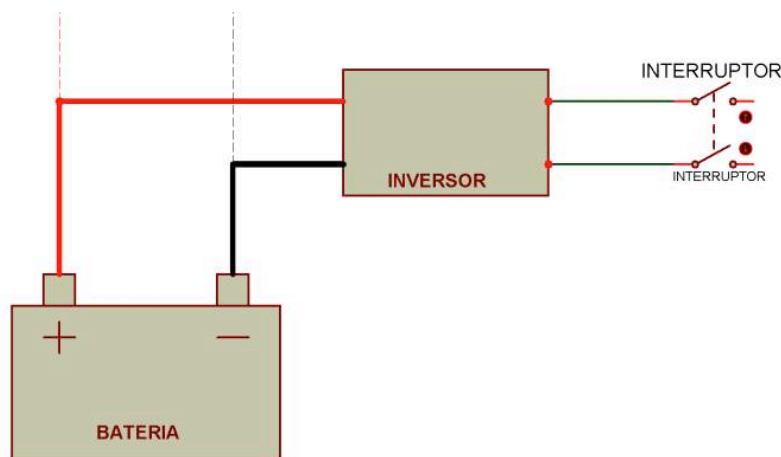 INTERRUPTOR
INVERSOR
INTERRUPTOR
+
−
BATERIA